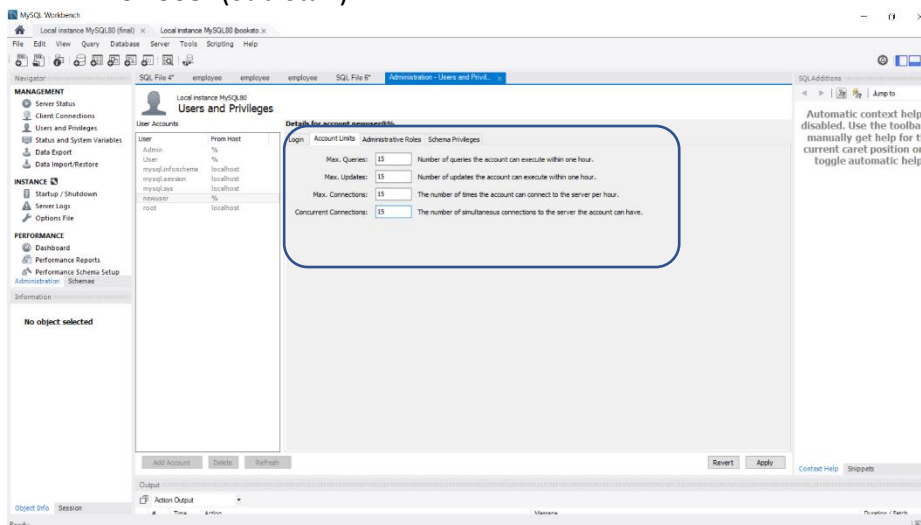 MySQL Workbench
Local instance MySQL80 (final) × Local instance MySQL80 (booksto... ×
File Edit View Query Database Server Tools Scripting Help
Navigator
SQL File 4* employee employee employee SQL File 6* Administration - Users and Privil... ×
SQLAdditions
MANAGEMENT
Server Status
Client Connections
Users and Privileges
Status and System Variables
Data Export
Data Import/Restore
INSTANCE
Startup / Shutdown
Server Logs
Options File
PERFORMANCE
Dashboard
Performance Reports
Performance Schema Setup
Administration Schemas
Information
No object selected
Object Info Session
Local instance MySQL80
Users and Privileges
User Accounts
User From Host
Admin %
User %
mysql.infoschema localhost
mysql.session localhost
mysql.sys localhost
newuser %
root localhost
Add Account Delete Refresh
Details for account newuser@%
Login Account Limits Administrative Roles Schema Privileges
Max. Queries: 15 Number of queries the account can execute within one hour.
Max. Updates: 15 Number of updates the account can execute within one hour.
Max. Connections: 15 The number of times the account can connect to the server per hour.
Concurrent Connections: 15 The number of simultaneous connections to the server the account can have.
Revert Apply
Jump to
Automatic context help
disabled. Use the toolba
manually get help for t
current caret position or
toggle automatic help
Context Help Snippets
Output
Action Output
# Time Action Message Duration / Fetch
Ready